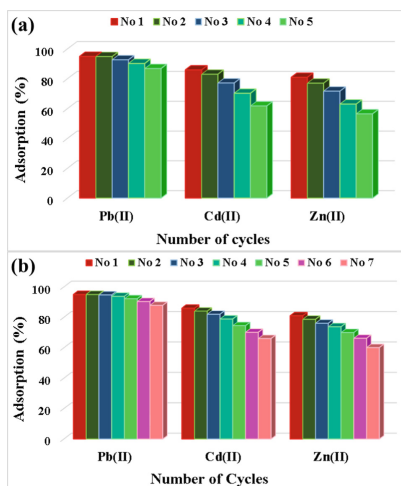 (a)
No 1 No 2 No 3 No 4 No 5
Adsorption (%)
100
80
60
40
20
0
Pb(II) Cd(II) Zn(II)
Number of cycles
(b)
No 1 No 2 No 3 No 4 No 5 No 6 No 7
Adsorption (%)
100
80
60
40
20
0
Pb(II) Cd(II) Zn(II)
Number of Cycles